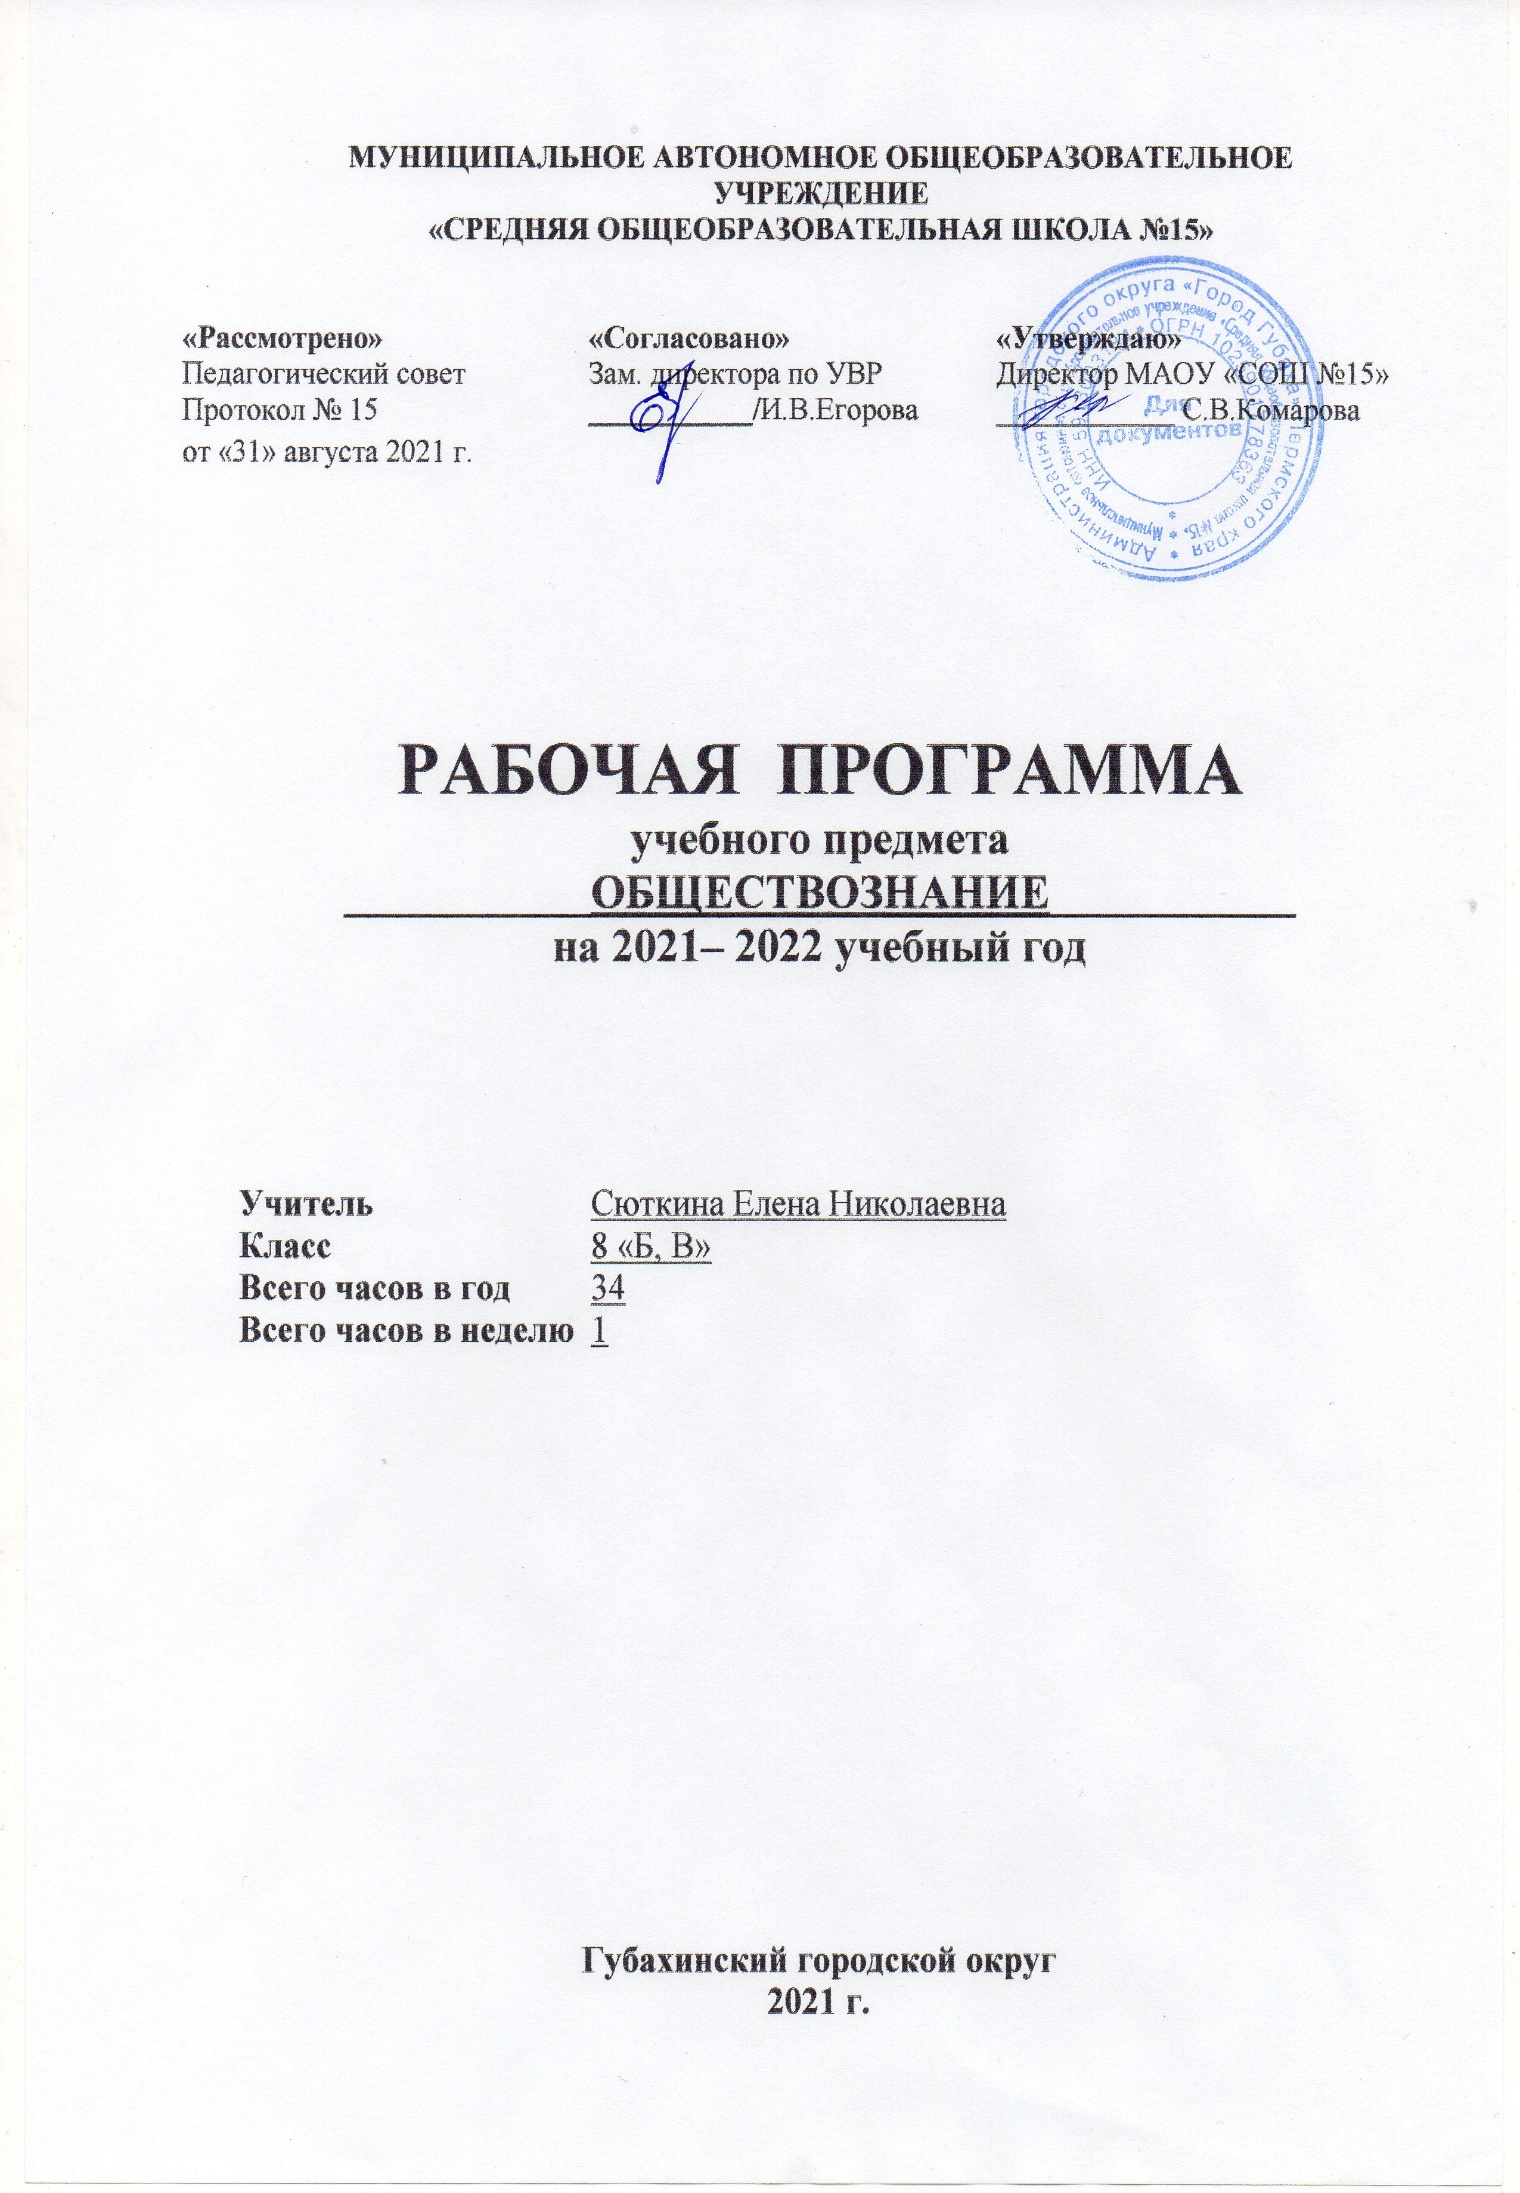 МУНИЦИПАЛЬНОЕ АВТОНОМНОЕ ОБЩЕОБРАЗОВАТЕЛЬНОЕ
УЧРЕЖДЕНИЕ
«СРЕДНЯЯ ОБЩЕОБРАЗОВАТЕЛЬНАЯ ШКОЛА №15»
«Рассмотрено»
Педагогический совет
Протокол № 15
от «31» августа 2021 г.
«Согласовано»
Зам. директора по УВР
/И.В.Егорова
«Утверждаю»
Директор МАОУ «СОШ №15»
С.В.Комарова
Для
документов
РАБОЧАЯ ПРОГРАММА
учебного предмета
ОБЩЕСТВОЗНАНИЕ
на 2021– 2022 учебный год
Учитель Сюткина Елена Николаевна
Класс 8 «Б, В»
Всего часов в год 34
Всего часов в неделю 1
Губахинский городской округ
2021 г.